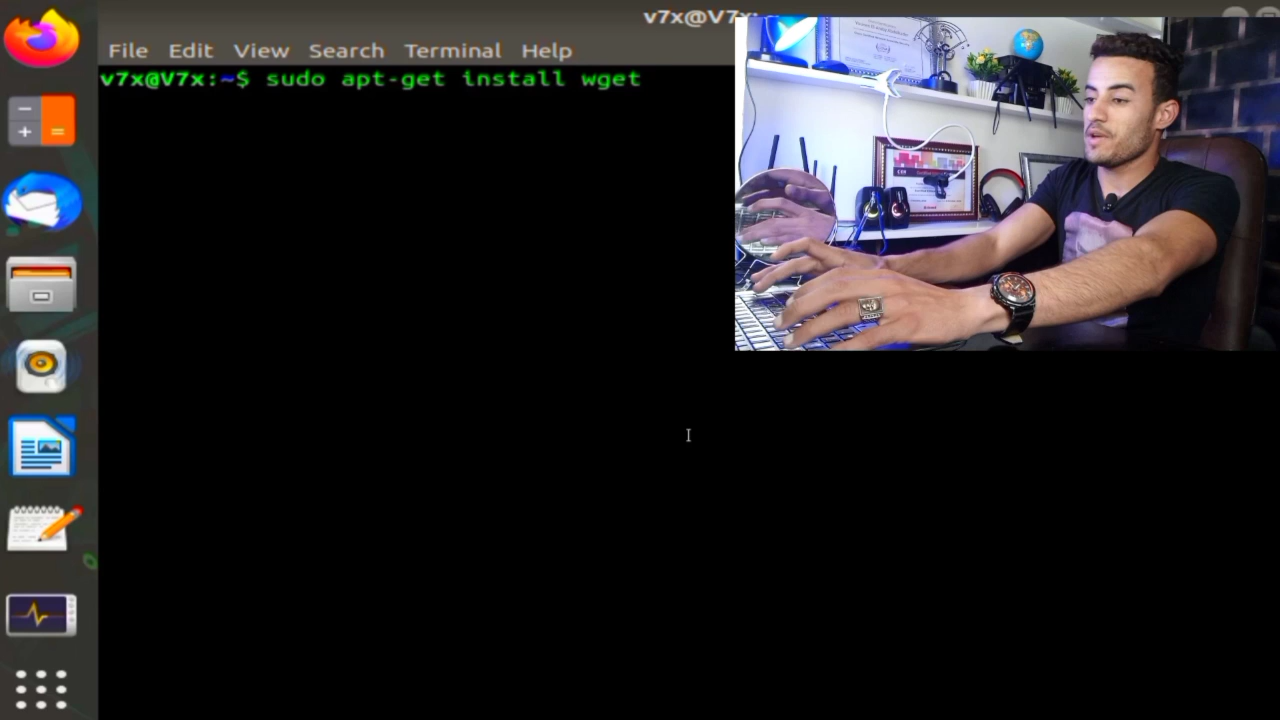 v7x@V7x:
File Edit View Search Terminal Help
v7x@V7x:~$ sudo apt-get install wget